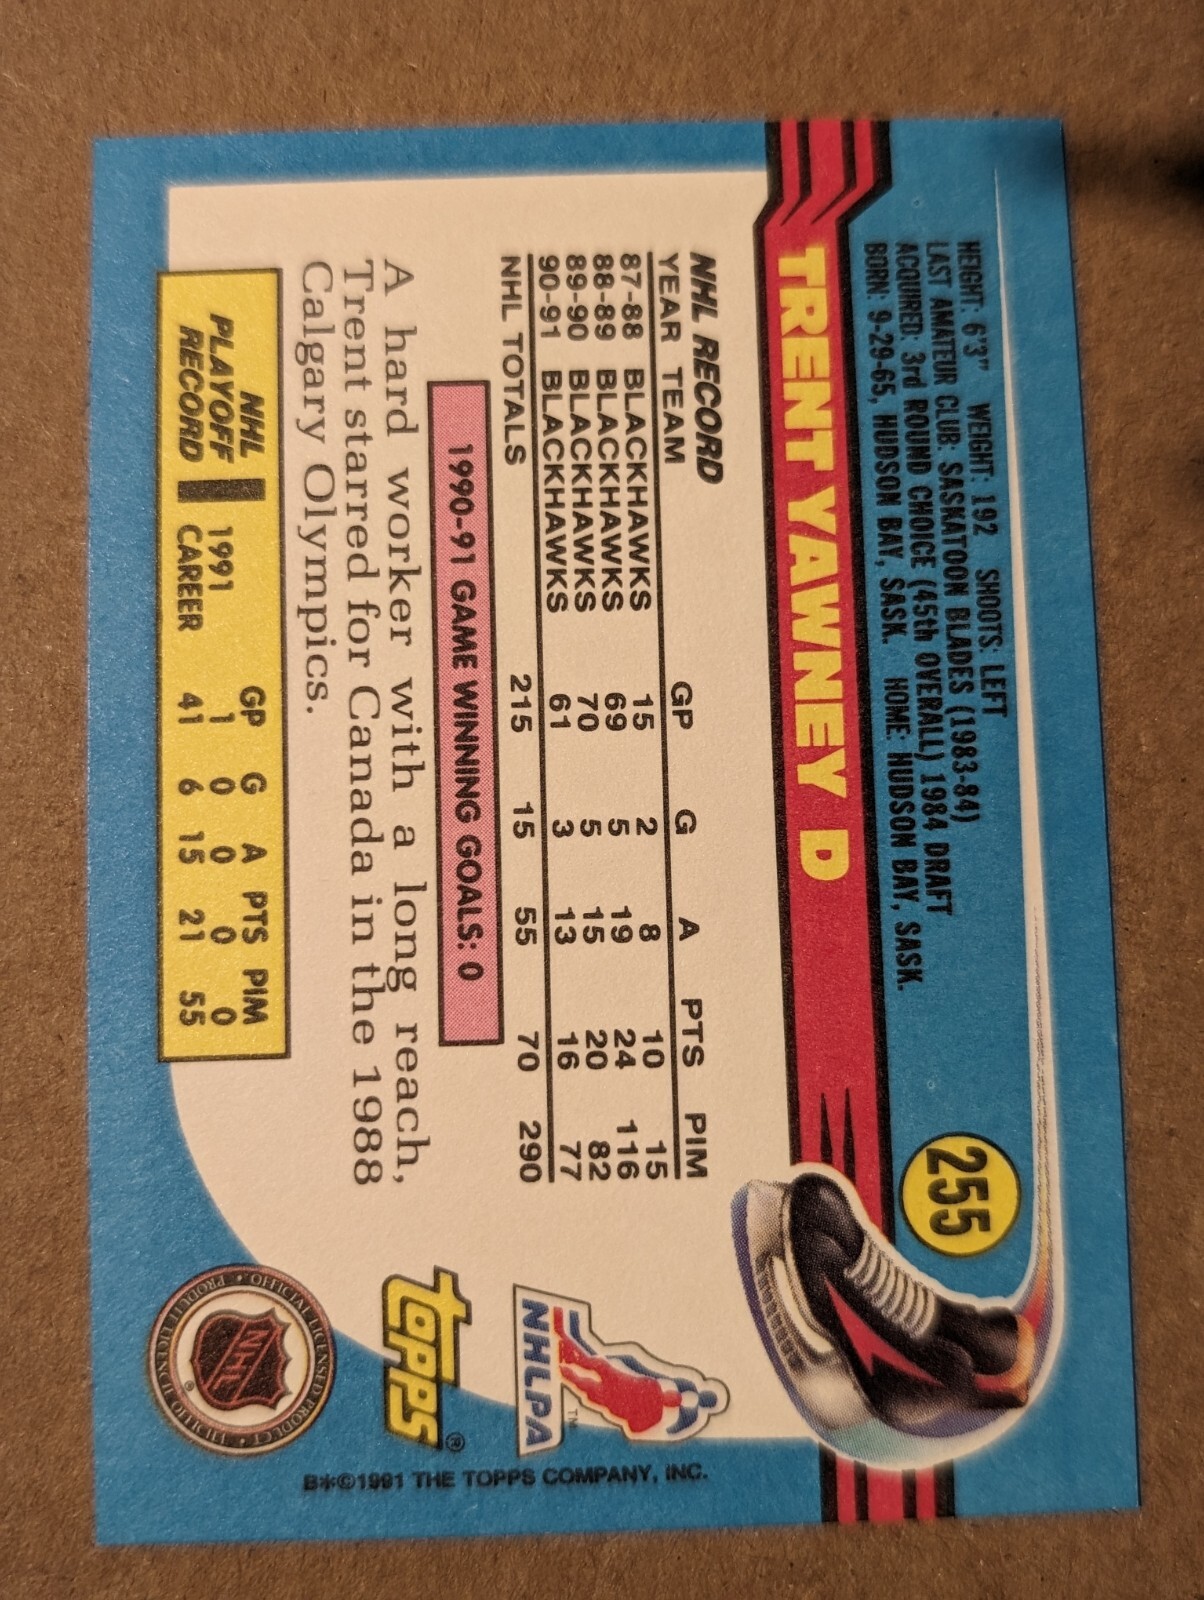 255
HEIGHT: 6'3" WEIGHT: 192 SHOOTS: LEFT
LAST AMATEUR CLUB: SASKATOON BLADES (1983-84)
ACQUIRED: 3rd ROUND CHOICE (45th OVERALL) 1984 DRAFT
BORN: 9-29-65, HUDSON BAY, SASK. HOME: HUDSON BAY, SASK.
TRENT YAWNEY D
NHL RECORD
YEAR TEAM GP G A PTS PIM
87-88 BLACKHAWKS 15 2 8 10 15
88-89 BLACKHAWKS 69 5 19 24 116
89-90 BLACKHAWKS 70 5 15 20 82
90-91 BLACKHAWKS 61 3 13 16 77
NHL TOTALS 215 15 55 70 290
1990-91 GAME WINNING GOALS: 0
A hard worker with a long reach,
Trent starred for Canada in the 1988
Calgary Olympics.
NHL PLAYOFF RECORD
GP G A PTS PIM
1991 1 0 0 0 0
CAREER 41 6 15 21 55
NHLPA TM
TOPPS ®
OFFICIAL LICENSED PRODUCT • PRODUIT LICENCIÉ OFFICIEL •
NHL ®
B*©1991 THE TOPPS COMPANY, INC.